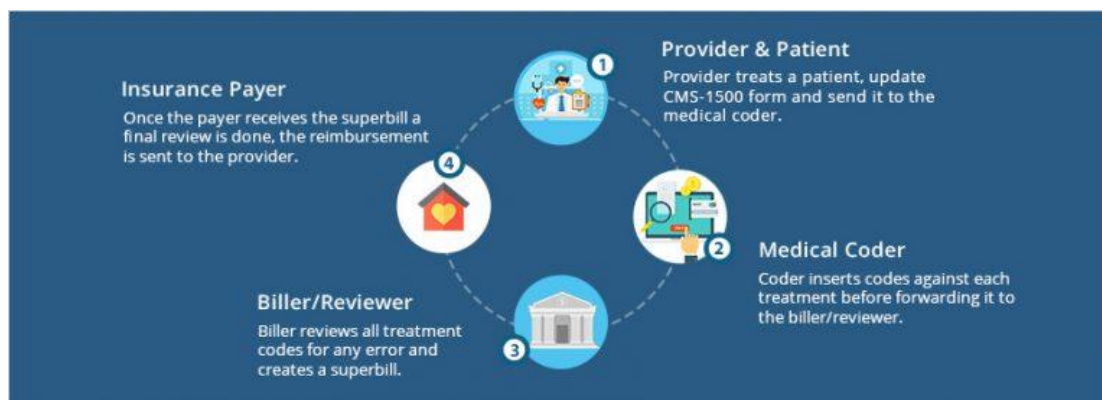 1
Provider & Patient
Provider treats a patient, update
CMS-1500 form and send it to the
medical coder.
2
Medical Coder
Coder inserts codes against each
treatment before forwarding it to
the biller/reviewer.
3
Biller/Reviewer
Biller reviews all treatment
codes for any error and
creates a superbill.
4
Insurance Payer
Once the payer receives the superbill a
final review is done, the reimbursement
is sent to the provider.